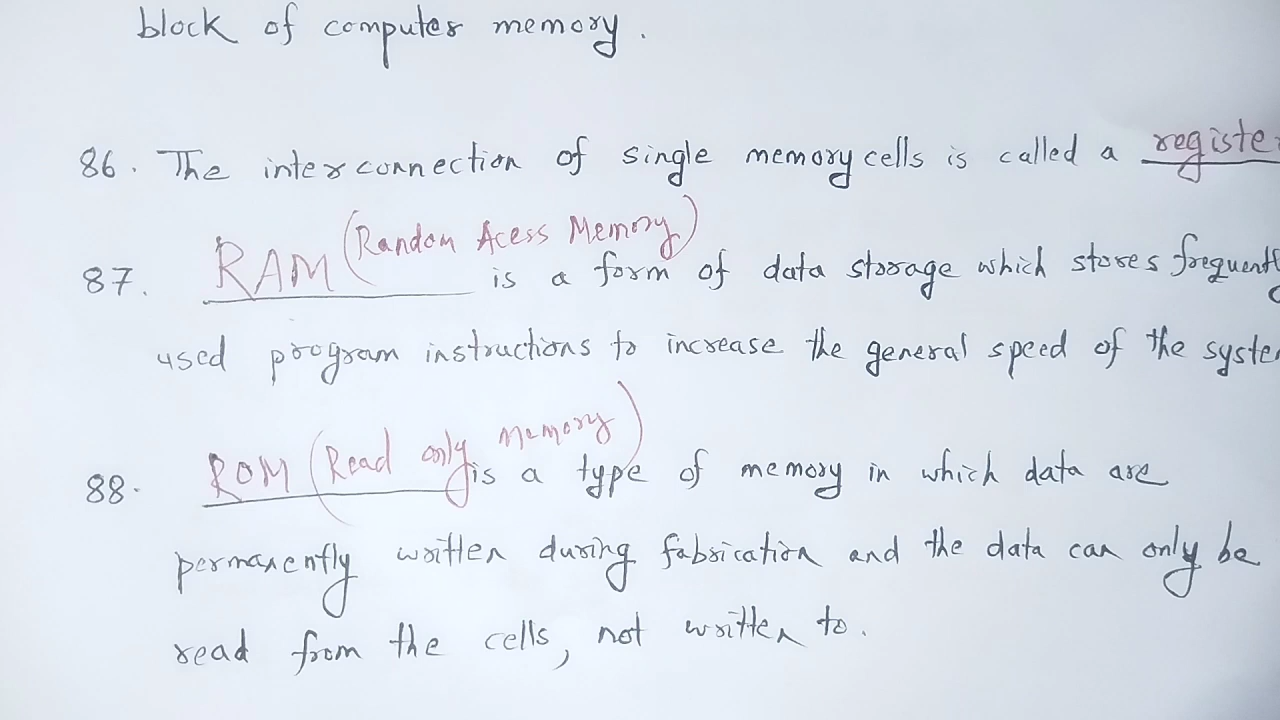 block of computer memory.
86. The interconnection of single memory cells is called a registe
87. RAM (Random Acess Memory) is a form of data storage which stores frequently
used program instructions to increase the general speed of the syste
88. ROM (Read only memory) is a type of memory in which data are
permanently written during fabrication and the data can only be
read from the cells, not written to.